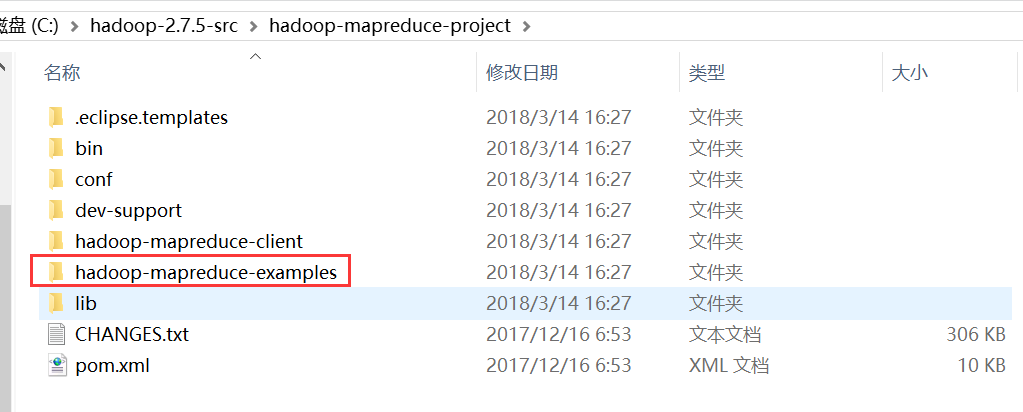 磁盘 (C:) > hadoop-2.7.5-src > hadoop-mapreduce-project >
名称 修改日期 类型 大小
.eclipse.templates 2018/3/14 16:27 文件夹
bin 2018/3/14 16:27 文件夹
conf 2018/3/14 16:27 文件夹
dev-support 2018/3/14 16:27 文件夹
hadoop-mapreduce-client 2018/3/14 16:27 文件夹
hadoop-mapreduce-examples 2018/3/14 16:27 文件夹
lib 2018/3/14 16:27 文件夹
CHANGES.txt 2017/12/16 6:53 文本文档 306 KB
pom.xml 2017/12/16 6:53 XML 文档 10 KB